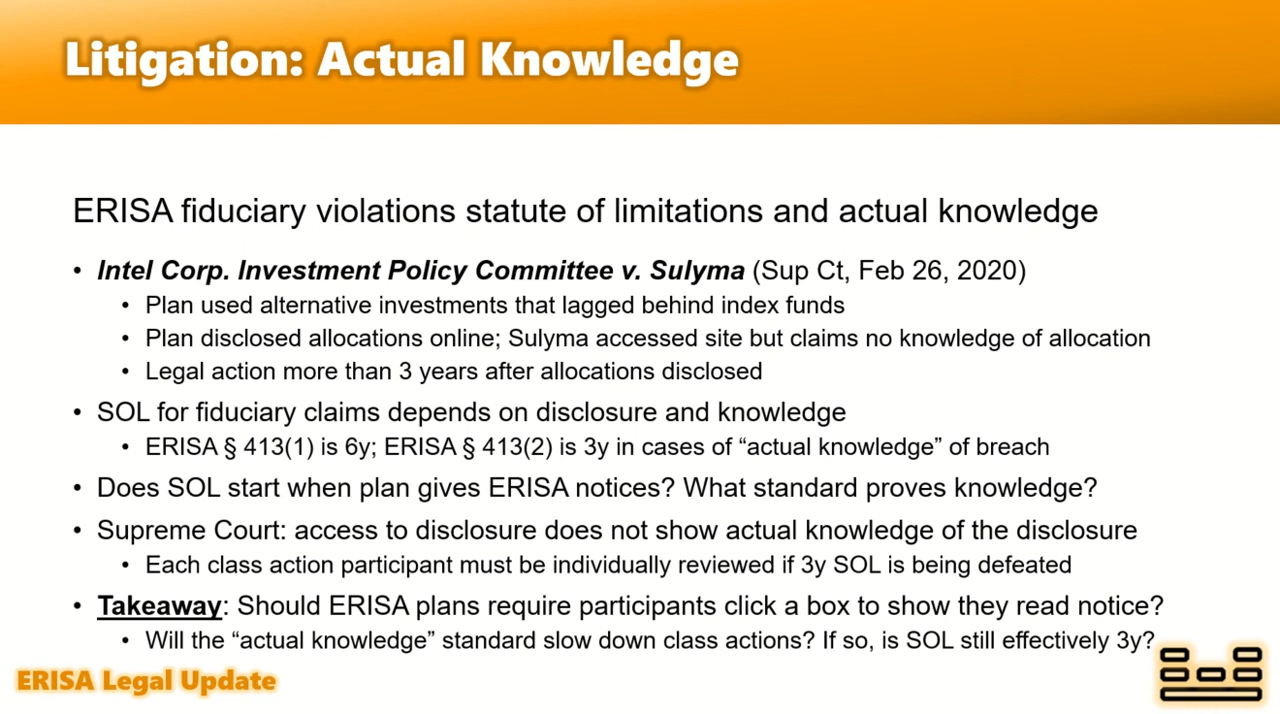 Litigation: Actual Knowledge
ERISA fiduciary violations statute of limitations and actual knowledge
• Intel Corp. Investment Policy Committee v. Sulyma (Sup Ct, Feb 26, 2020)
• Plan used alternative investments that lagged behind index funds
• Plan disclosed allocations online; Sulyma accessed site but claims no knowledge of allocation
• Legal action more than 3 years after allocations disclosed
• SOL for fiduciary claims depends on disclosure and knowledge
• ERISA § 413(1) is 6y; ERISA § 413(2) is 3y in cases of “actual knowledge” of breach
• Does SOL start when plan gives ERISA notices? What standard proves knowledge?
• Supreme Court: access to disclosure does not show actual knowledge of the disclosure
• Each class action participant must be individually reviewed if 3y SOL is being defeated
• Takeaway: Should ERISA plans require participants click a box to show they read notice?
• Will the “actual knowledge” standard slow down class actions? If so, is SOL still effectively 3y?
ERISA Legal Update